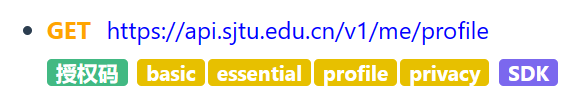 GET https://api.sjtu.edu.cn/v1/me/profile
授权码 basic essential profile privacy SDK